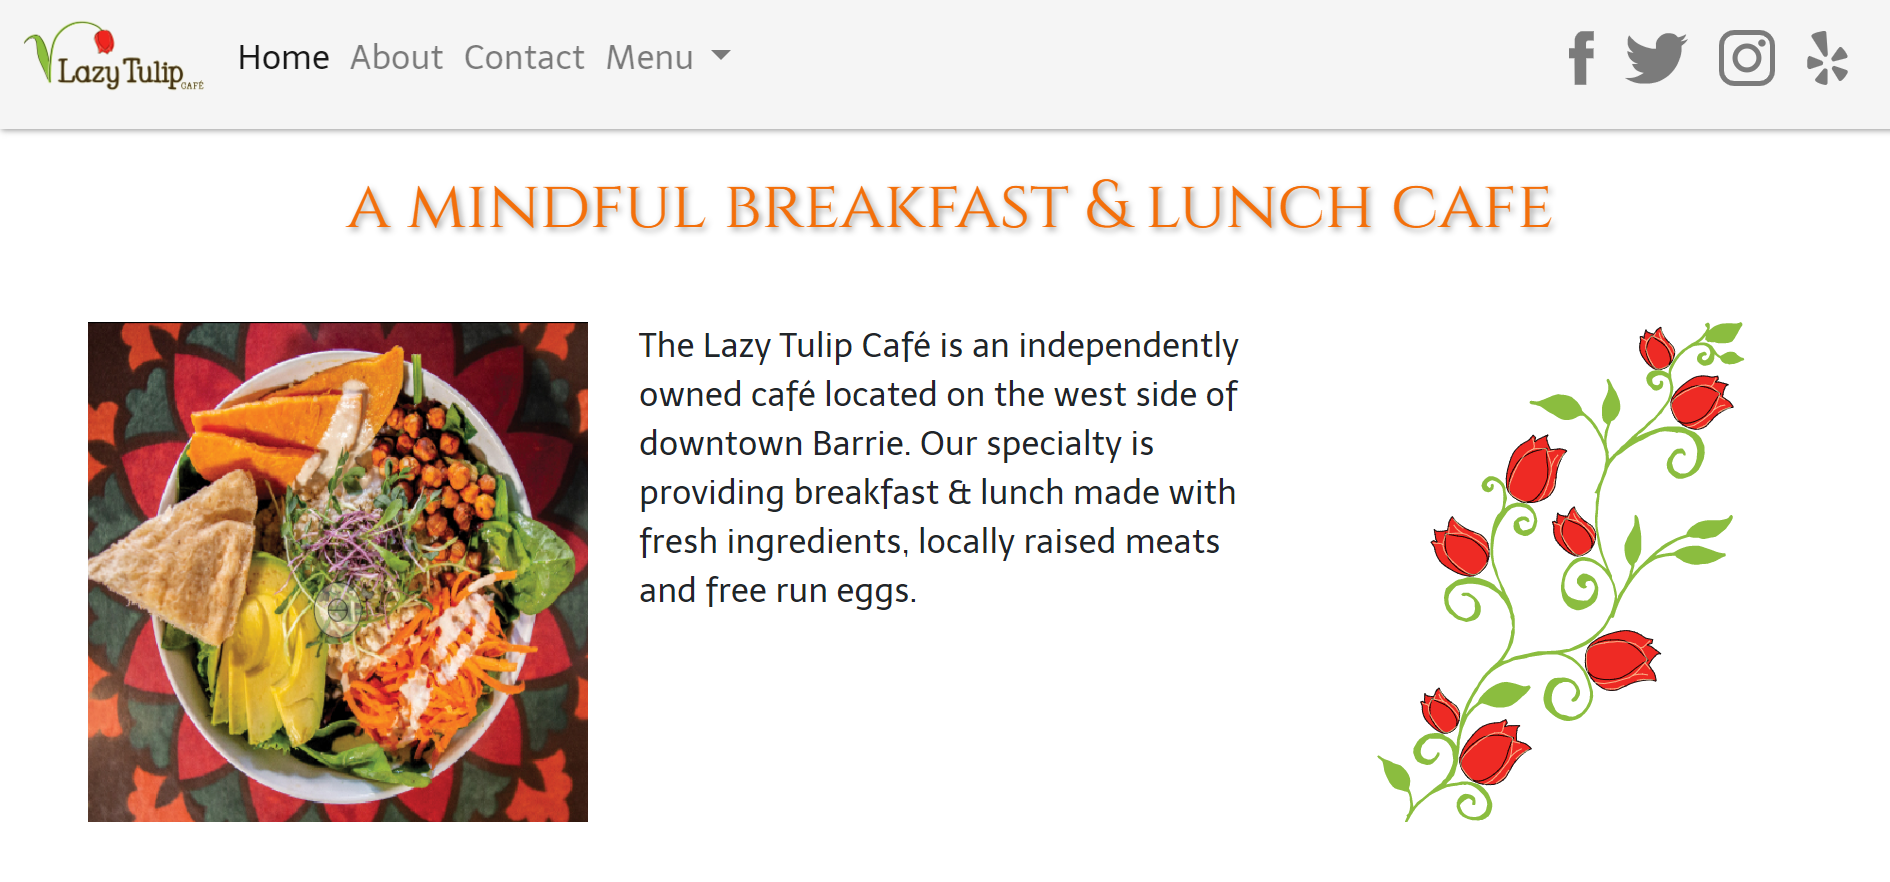 Lazy Tulip CAFÉ
Home About Contact Menu
A MINDFUL BREAKFAST & LUNCH CAFE
The Lazy Tulip Café is an independently
owned café located on the west side of
downtown Barrie. Our specialty is
providing breakfast & lunch made with
fresh ingredients, locally raised meats
and free run eggs.